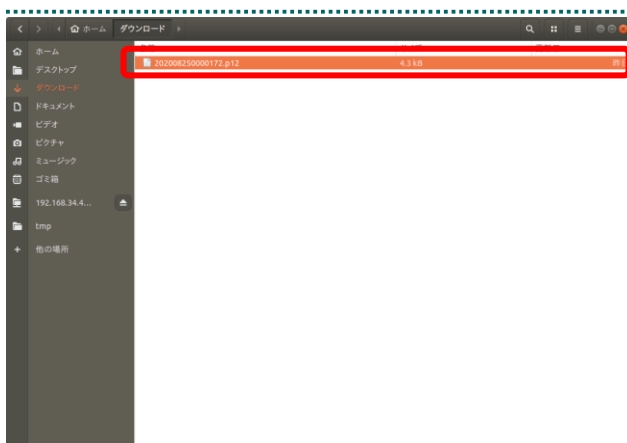 ホーム ダウンロード
ホーム
202008250000172.p12 4.3 kB
デスクトップ
ダウンロード
ドキュメント
ビデオ
ピクチャ
ミュージック
ゴミ箱
192.168.34.4...
tmp
他の場所